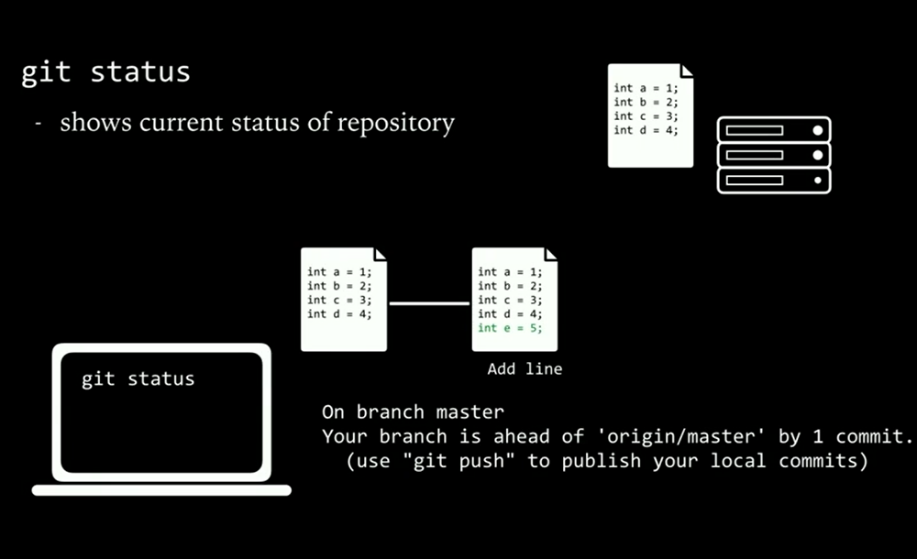 git status
- shows current status of repository
int a = 1;
int b = 2;
int c = 3;
int d = 4;
int a = 1;
int b = 2;
int c = 3;
int d = 4;
int a = 1;
int b = 2;
int c = 3;
int d = 4;
int e = 5;
Add line
git status
On branch master
Your branch is ahead of 'origin/master' by 1 commit.
(use "git push" to publish your local commits)